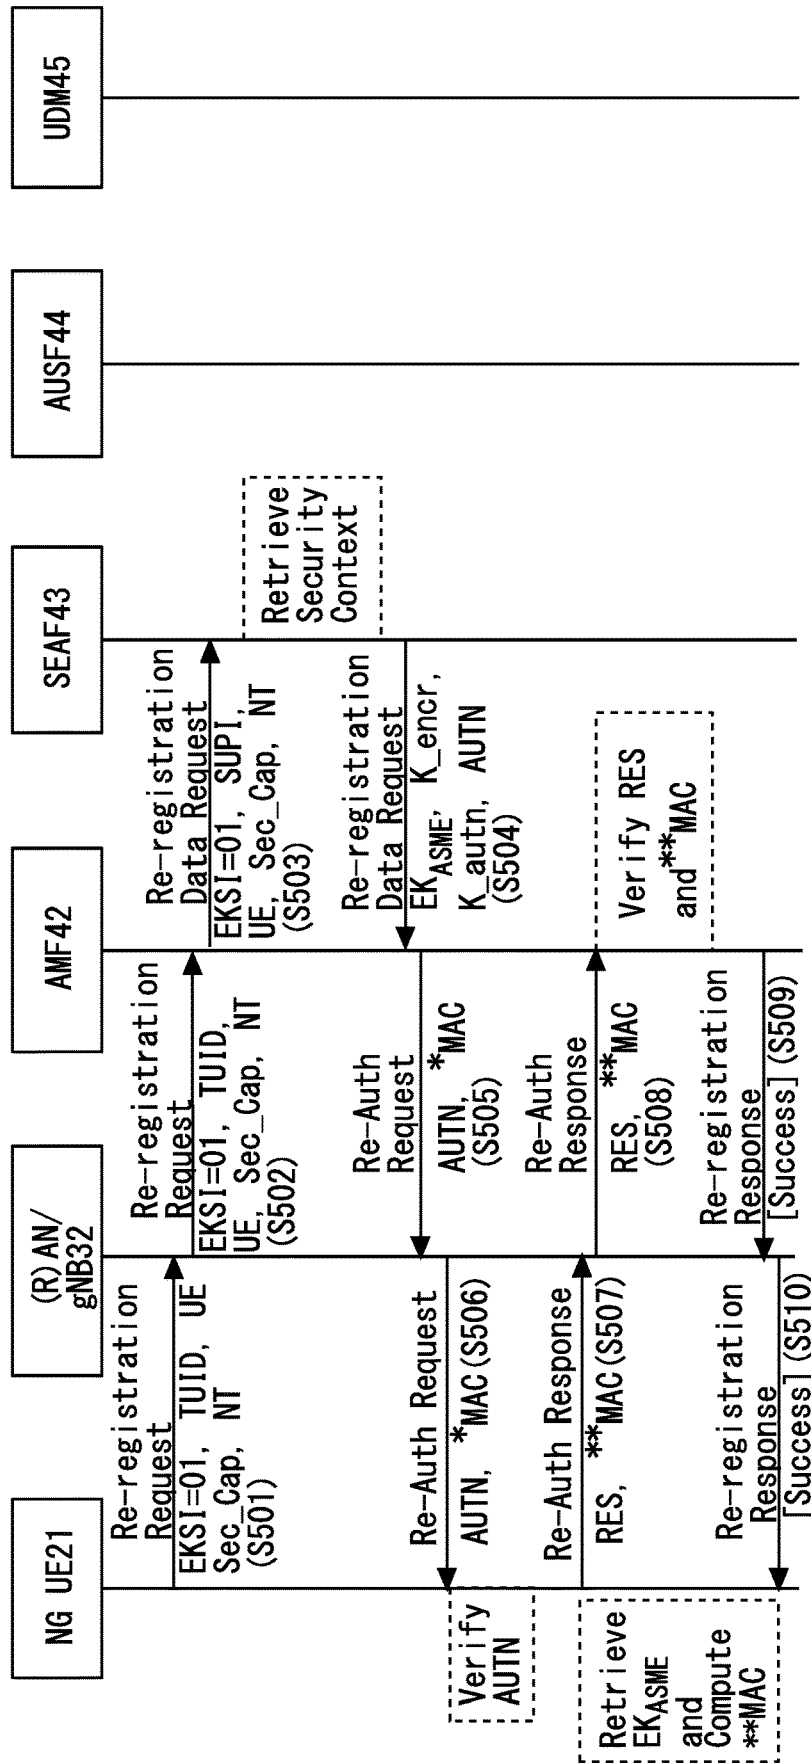 NG UE21
(R)AN/
gNB32
AMF42
SEAF43
AUSF44
UDM45
Re-registration
Request
EKSI=01, TUID, UE
Sec_Cap, NT
(S501)
Re-registration
Request
EKSI=01, TUID,
UE, Sec_Cap, NT
(S502)
Re-registration
Data Request
EKSI=01, SUPI,
UE, Sec_Cap, NT
(S503)
Retrieve
Security
Context
Re-registration
Data Request
EKASME, K_encr,
K_autn, AUTN
(S504)
Re-Auth
Request
*MAC
AUTN,
(S505)
Re-Auth Request
AUTN, *MAC(S506)
Verify
AUTN
Retrieve
EKASME
and
Compute
**MAC
Re-Auth Response
RES, **MAC(S507)
Re-Auth
Response
**MAC
RES,
(S508)
Verify RES
and **MAC
Re-registration
Response
[Success](S509)
Re-registration
Response
[Success](S510)